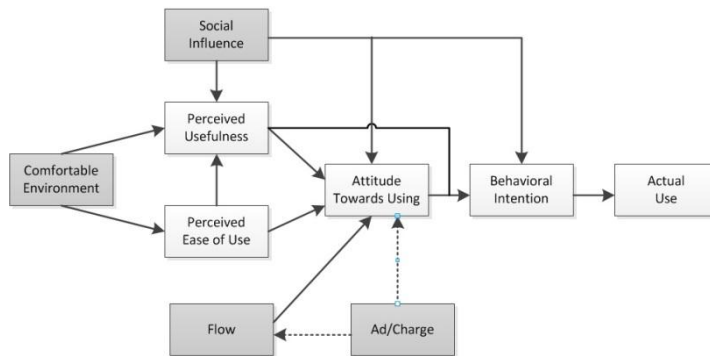 Social
Influence
Perceived
Usefulness
Comfortable
Environment
Attitude
Towards Using
Behavioral
Intention
Actual
Use
Perceived
Ease of Use
Flow
Ad/Charge